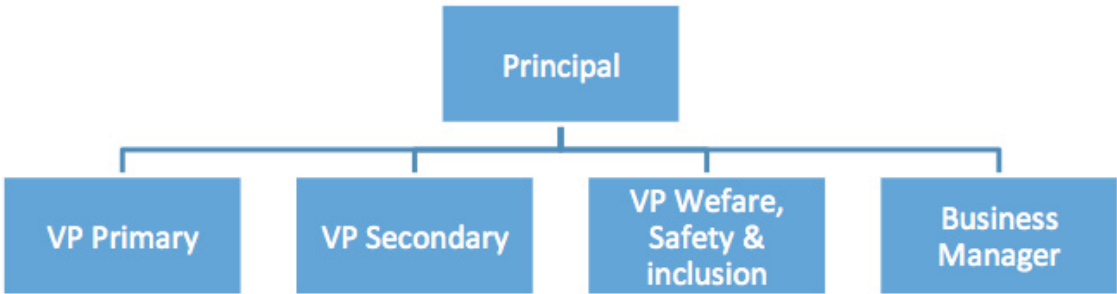 Principal
VP Primary
VP Secondary
VP Wefare,
Safety &
inclusion
Business
Manager